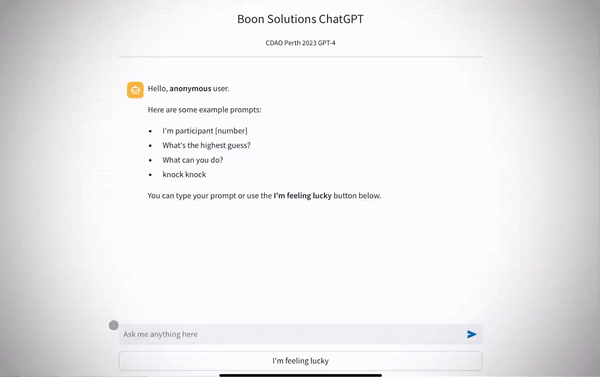 Boon Solutions ChatGPT
CDAO Perth 2023 GPT-4
Hello, anonymous user.
Here are some example prompts:
• I'm participant [number]
• What's the highest guess?
• What can you do?
• knock knock
You can type your prompt or use the I'm feeling lucky button below.
Ask me anything here
I'm feeling lucky